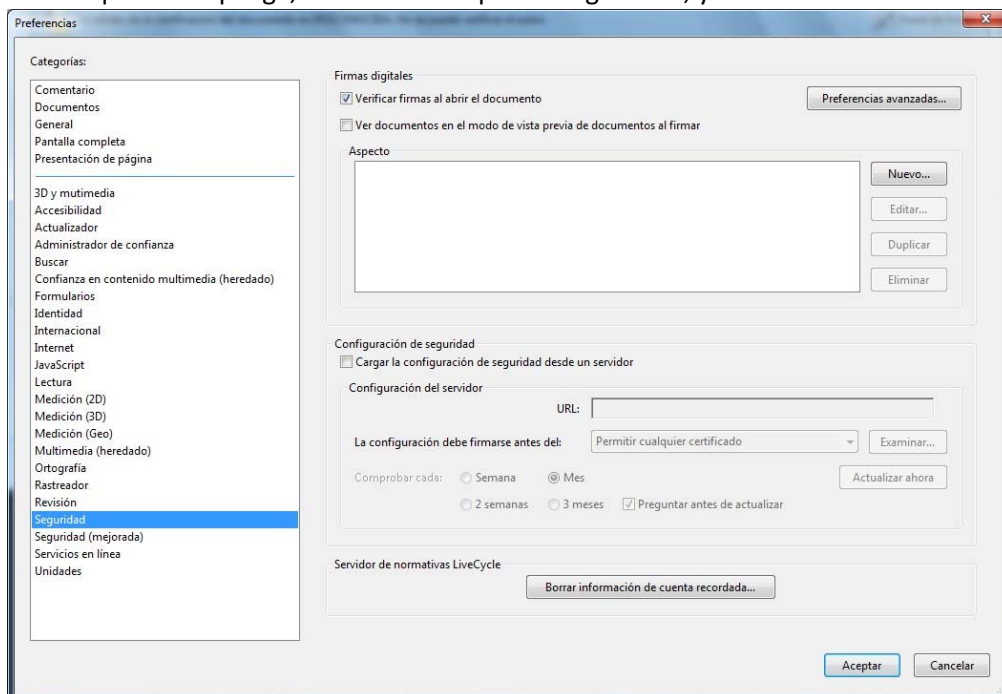 Preferencias
Categorías:
Comentario
Documentos
General
Pantalla completa
Presentación de página
3D y mutimedia
Accesibilidad
Actualizador
Administrador de confianza
Buscar
Confianza en contenido multimedia (heredado)
Formularios
Identidad
Internacional
Internet
JavaScript
Lectura
Medición (2D)
Medición (3D)
Medición (Geo)
Multimedia (heredado)
Ortografía
Rastreador
Revisión
Seguridad
Seguridad (mejorada)
Servicios en línea
Unidades
Firmas digitales
Verificar firmas al abrir el documento
Preferencias avanzadas...
Ver documentos en el modo de vista previa de documentos al firmar
Aspecto
Nuevo...
Editar...
Duplicar
Eliminar
Configuración de seguridad
Cargar la configuración de seguridad desde un servidor
Configuración del servidor
URL:
La configuración debe firmarse antes del: Permitir cualquier certificado Examinar...
Comprobar cada: Semana Mes Actualizar ahora
2 semanas 3 meses Preguntar antes de actualizar
Servidor de normativas LiveCycle
Borrar información de cuenta recordada...
Aceptar Cancelar